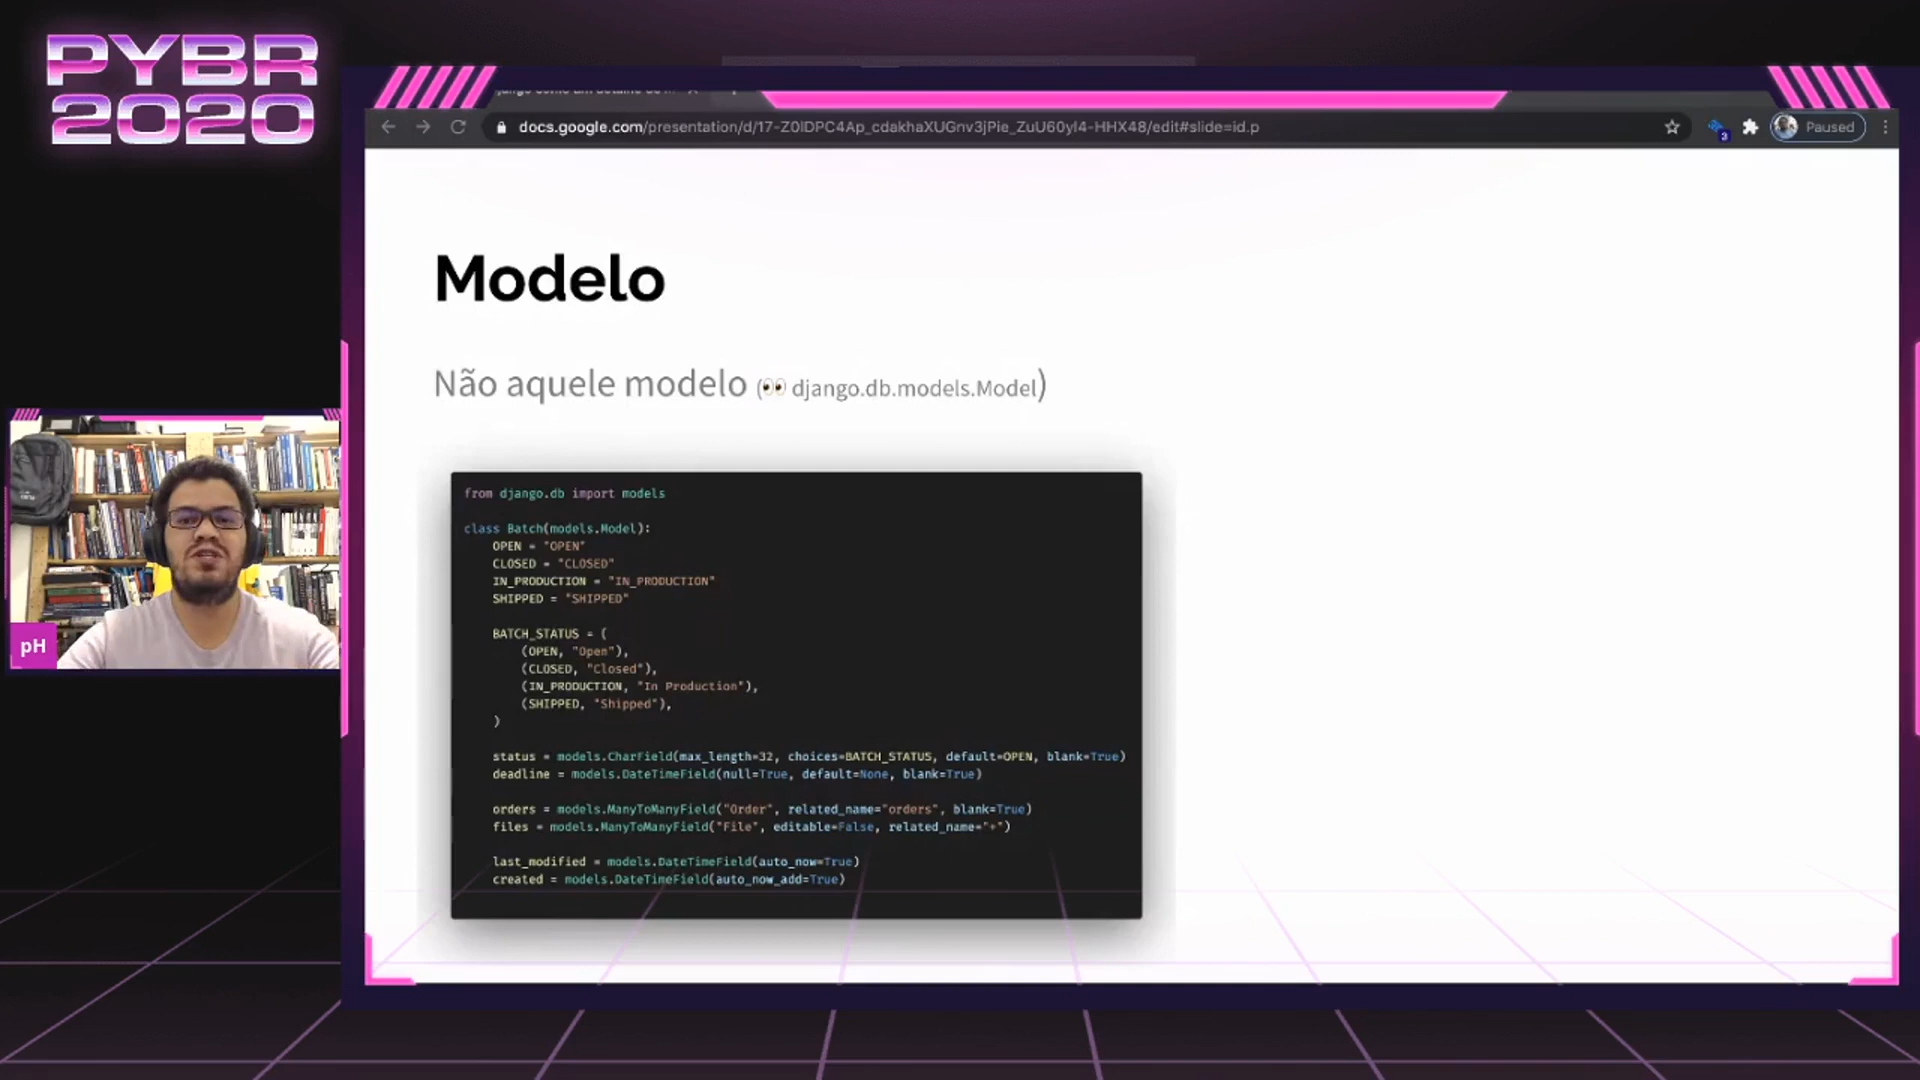 PYBR
2020
docs.google.com/presentation/d/17-Z0lDPC4Ap_cdakhaXUGnv3jPie_ZuU60yI4-HHX48/edit#slide=id.p
3
Paused
Modelo
Não aquele modelo (👀 django.db.models.Model)
from django.db import models
class Batch(models.Model):
    OPEN = "OPEN"
    CLOSED = "CLOSED"
    IN_PRODUCTION = "IN_PRODUCTION"
    SHIPPED = "SHIPPED"
    BATCH_STATUS = (
        (OPEN, "Open"),
        (CLOSED, "Closed"),
        (IN_PRODUCTION, "In Production"),
        (SHIPPED, "Shipped"),
    )
    status = models.CharField(max_length=32, choices=BATCH_STATUS, default=OPEN, blank=True)
    deadline = models.DateTimeField(null=True, default=None, blank=True)
    orders = models.ManyToManyField("Order", related_name="orders", blank=True)
    files = models.ManyToManyField("File", editable=False, related_name="+")
    last_modified = models.DateTimeField(auto_now=True)
    created = models.DateTimeField(auto_now_add=True)
pH